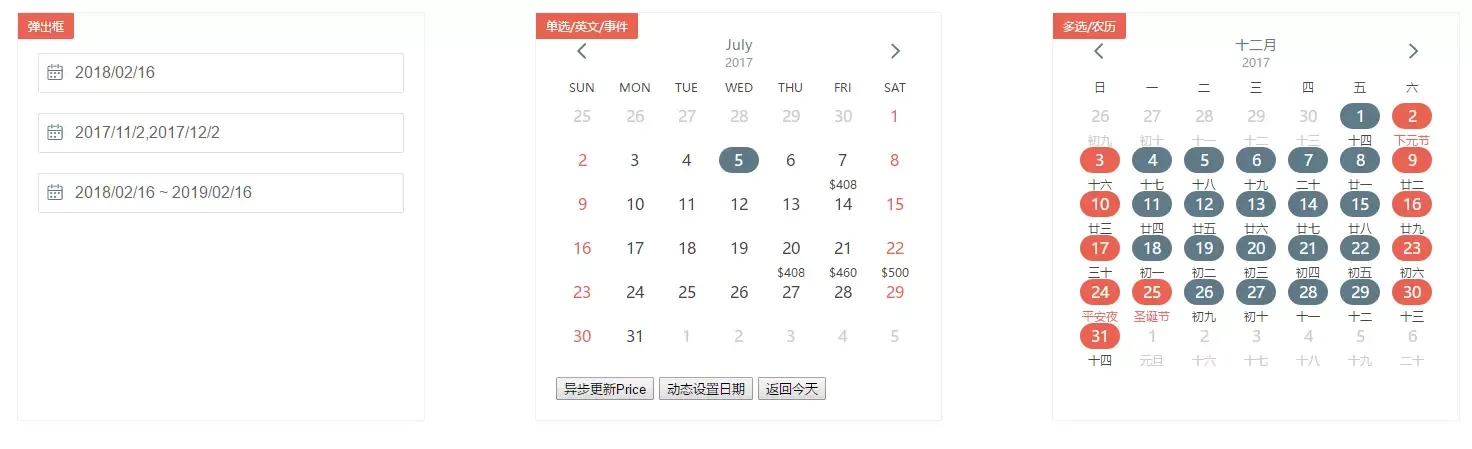 弹出框
2018/02/16
2017/11/2,2017/12/2
2018/02/16 ~ 2019/02/16
单选/英文/事件
July
2017
SUN MON TUE WED THU FRI SAT
25 26 27 28 29 30 1
2 3 4 5 6 7 8
$408
9 10 11 12 13 14 15
16 17 18 19 20 21 22
$408 $460 $500
23 24 25 26 27 28 29
30 31 1 2 3 4 5
异步更新Price 动态设置日期 返回今天
多选/农历
十二月
2017
日 一 二 三 四 五 六
26 27 28 29 30 1 2
初九 初十 十一 十二 十三 十四 下元节
3 4 5 6 7 8 9
十六 十七 十八 十九 二十 廿一 廿二
10 11 12 13 14 15 16
廿三 廿四 廿五 廿六 廿七 廿八 廿九
17 18 19 20 21 22 23
三十 初一 初二 初三 初四 初五 初六
24 25 26 27 28 29 30
平安夜 圣诞节 初九 初十 十一 十二 十三
31 1 2 3 4 5 6
十四 元旦 十六 十七 十八 十九 二十